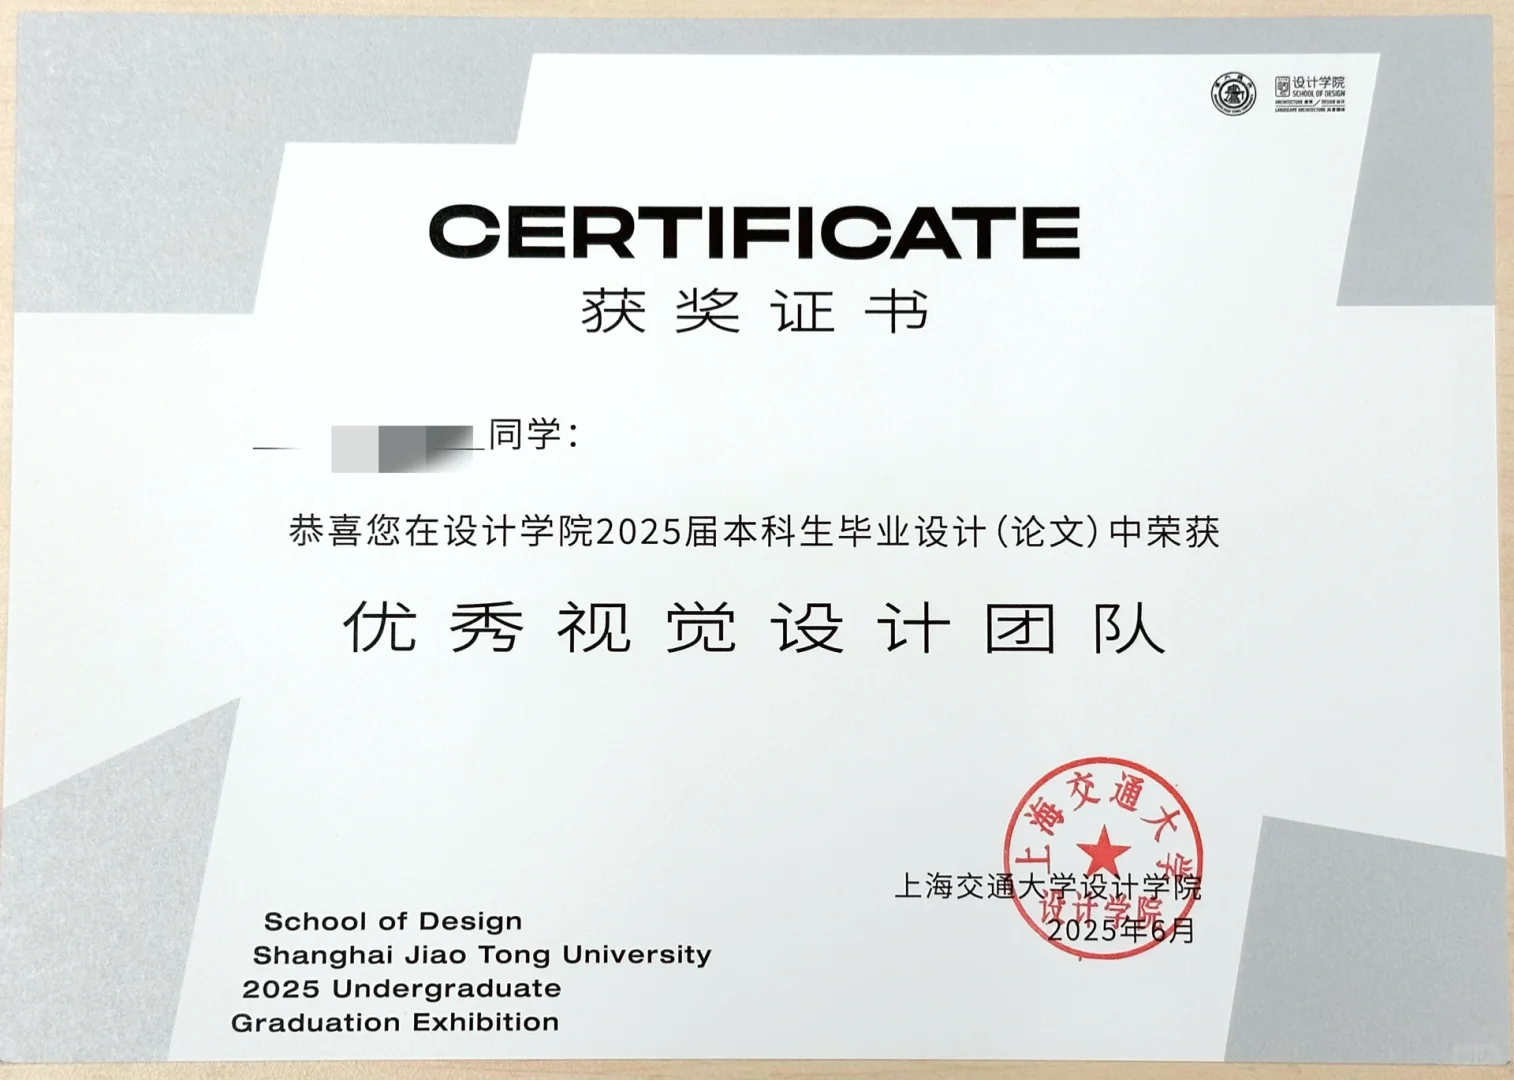 设计学院
SCHOOL OF DESIGN
CERTIFICATE
获奖证书
同学：
恭喜您在设计学院2025届本科生毕业设计（论文）中荣获
优秀视觉设计团队
上海交通大学
设计学院
上海交通大学设计学院
2025年6月
School of Design
Shanghai Jiao Tong University
2025 Undergraduate
Graduation Exhibition